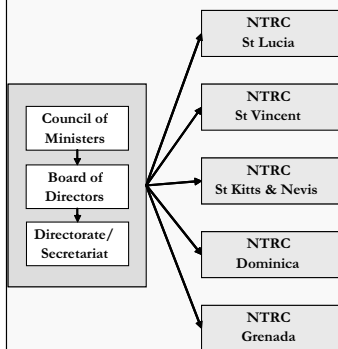 Council of
Ministers
Board of
Directors
Directorate/
Secretariat
NTRC
St Lucia
NTRC
St Vincent
NTRC
St Kitts & Nevis
NTRC
Dominica
NTRC
Grenada